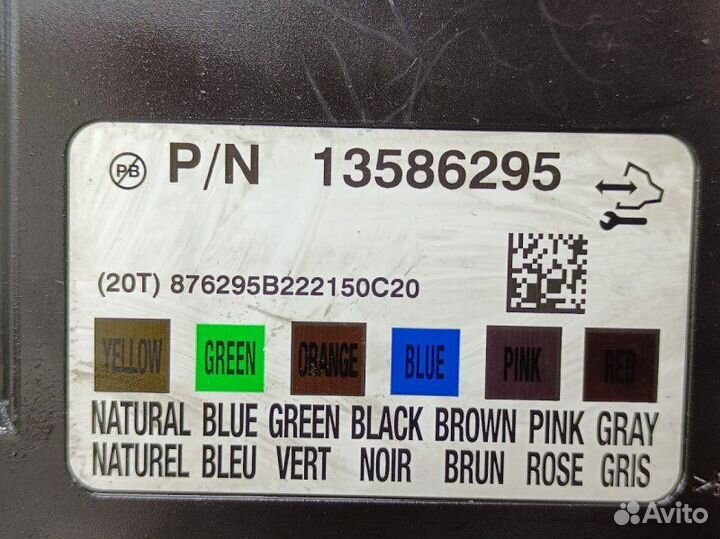 PB P/N 13586295
(20T) 876295B222150C20
YELLOW GREEN ORANGE BLUE PINK RED
NATURAL BLUE GREEN BLACK BROWN PINK GRAY
NATUREL BLEU VERT NOIR BRUN ROSE GRIS
Avito